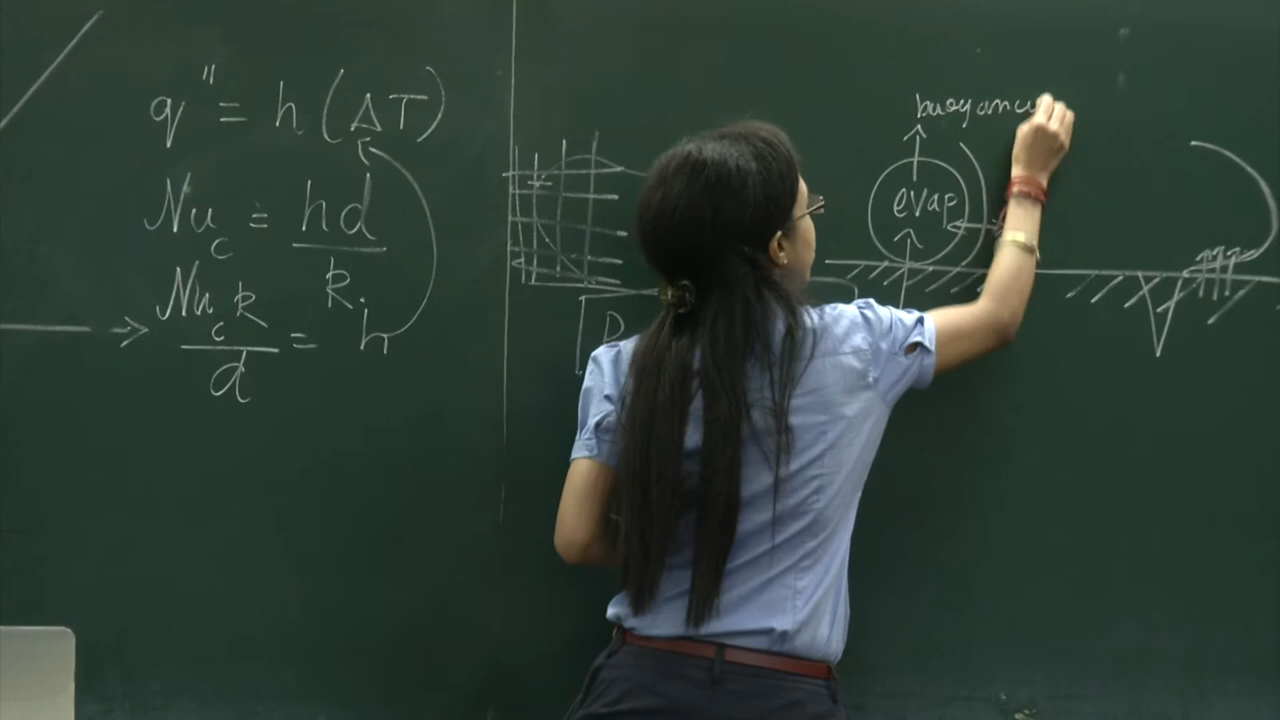 q" = h (ΔT)
Nu_c = hd / k
Nu_c k / d = h
buoyancy
evap